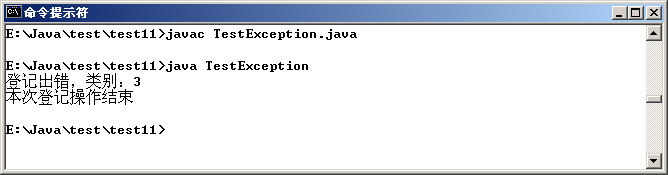 命令提示符
E:\Java\test\test11>javac TestException.java
E:\Java\test\test11>java TestException
登记出错，类别：3
本次登记操作结束
E:\Java\test\test11>